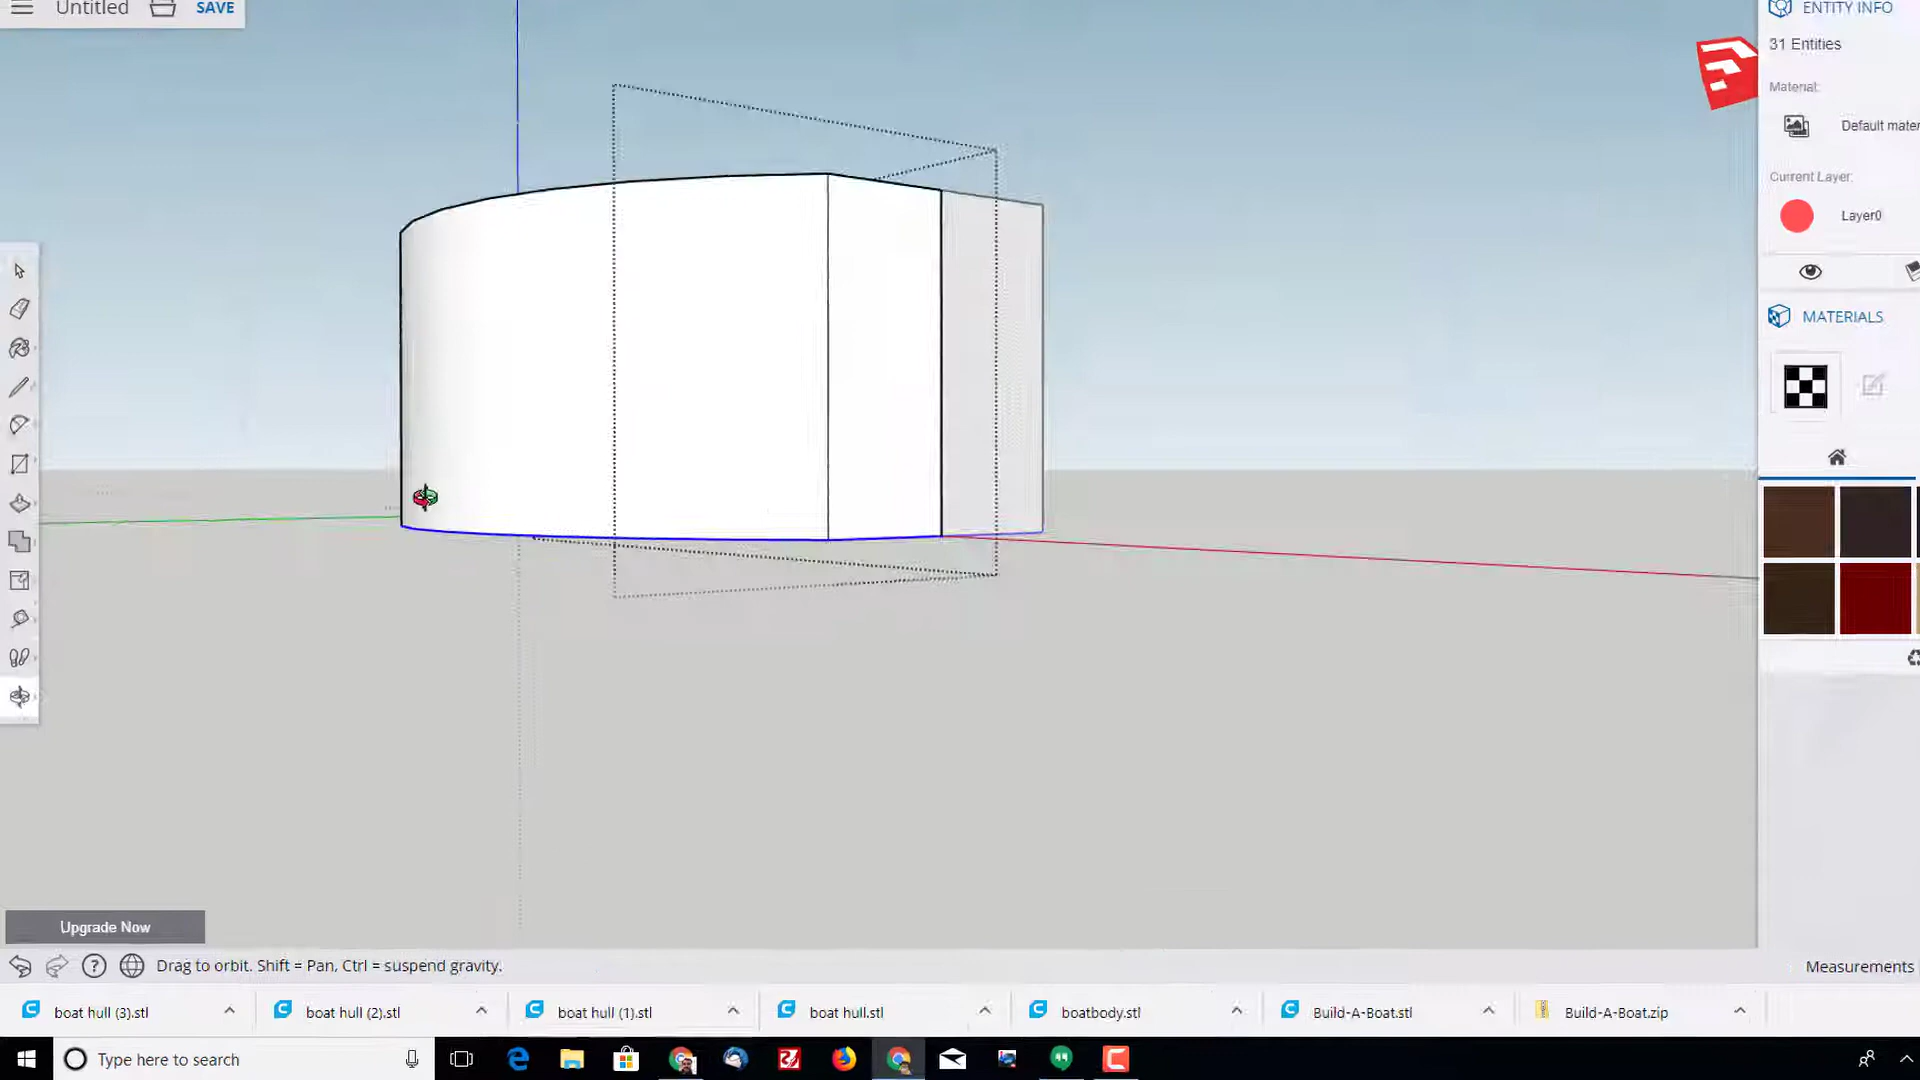 Untitled
SAVE
ENTITY INFO
31 Entities
Material:
Default mater
Current Layer:
Layer0
MATERIALS
Upgrade Now
Drag to orbit. Shift = Pan, Ctrl = suspend gravity.
Measurements
boat hull (3).stl
boat hull (2).stl
boat hull (1).stl
boat hull.stl
boatbody.stl
Build-A-Boat.stl
Build-A-Boat.zip
Type here to search